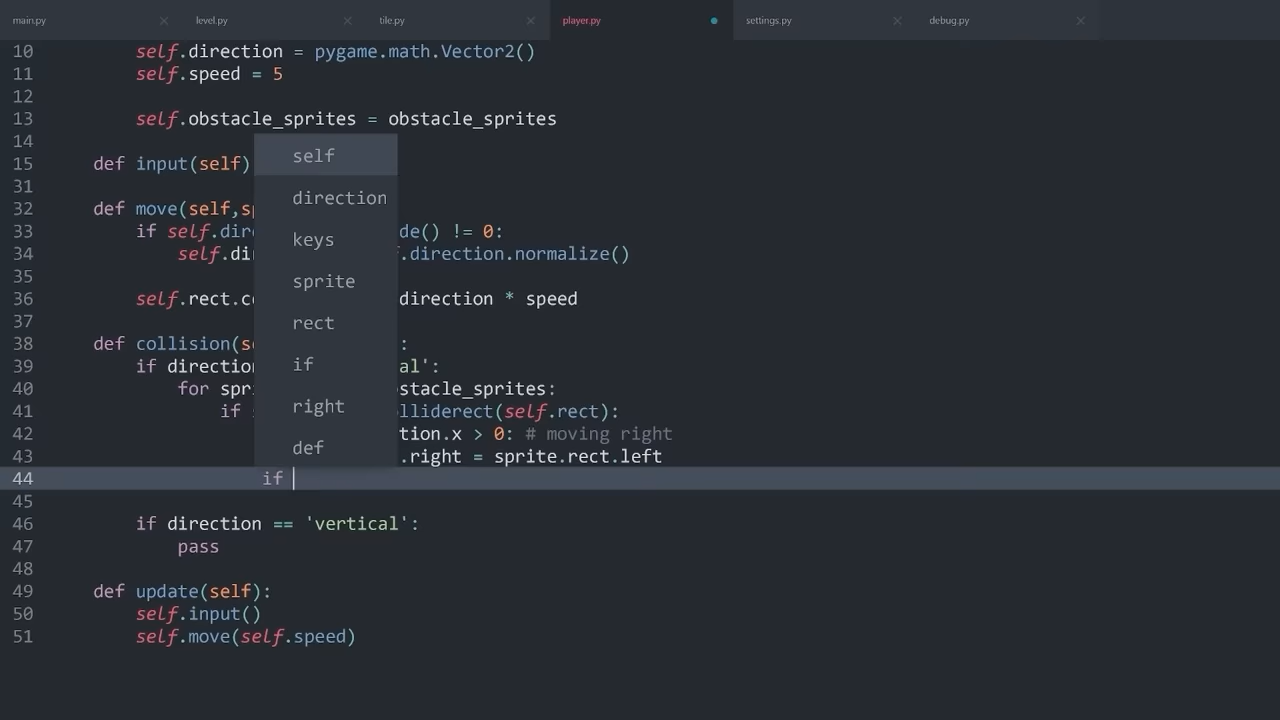 main.py level.py tile.py player.py settings.py debug.py
10 self.direction = pygame.math.Vector2()
11 self.speed = 5
12
13 self.obstacle_sprites = obstacle_sprites
14
15 def input(self)
31
32 def move(self,sp
33 if self.dire de() != 0:
34 self.di .direction.normalize()
35
36 self.rect.c direction * speed
37
38 def collision(s :
39 if direction al':
40 for spri stacle_sprites:
41 if lliderect(self.rect):
42 tion.x > 0: # moving right
43 .right = sprite.rect.left
44 if
45
46 if direction == 'vertical':
47 pass
48
49 def update(self):
50 self.input()
51 self.move(self.speed)
self
direction
keys
sprite
rect
if
right
def